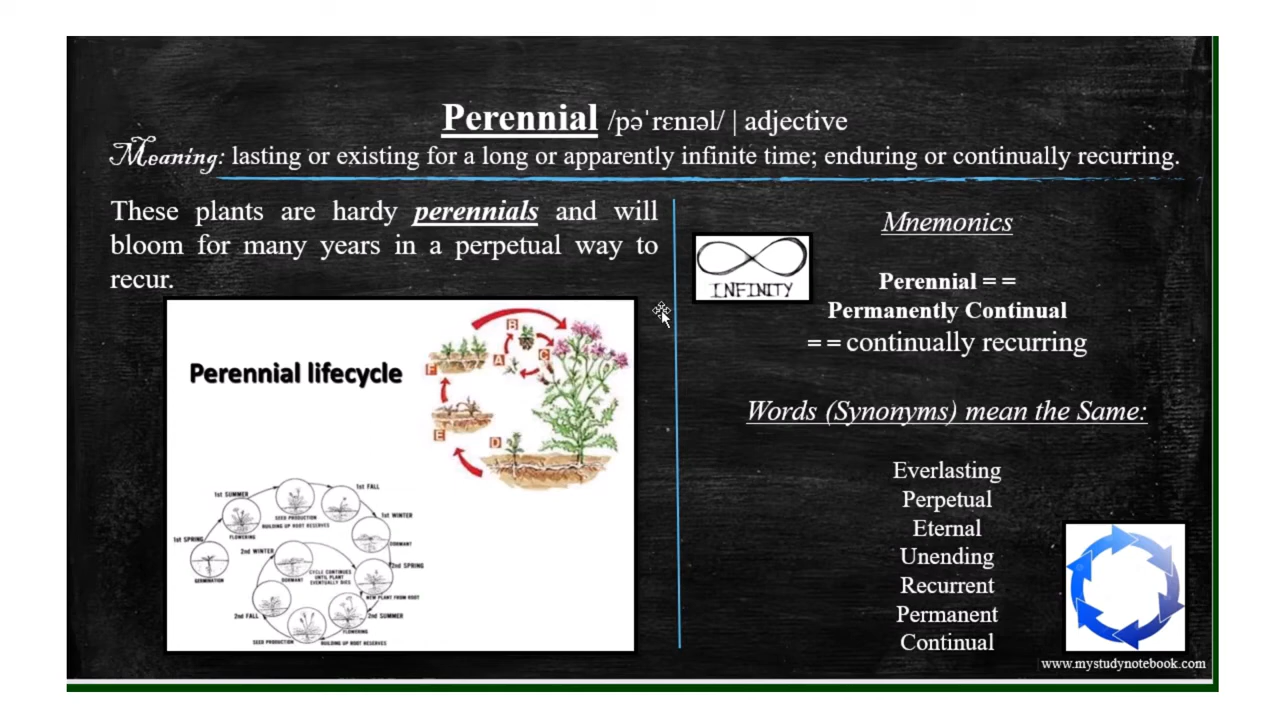 Perennial /pəˈrɛnɪəl/ | adjective
Meaning: lasting or existing for a long or apparently infinite time; enduring or continually recurring.
These plants are hardy perennials and will
bloom for many years in a perpetual way to
recur.
Perennial lifecycle
B
A
C
F
E
D
1st SUMMER
1st FALL
SEED PRODUCTION
BUILDING UP ROOT RESERVES
1st WINTER
FLOWERING
1st SPRING
DORMANT
2nd WINTER
GERMINATION
DORMANT
CYCLE CONTINUES
UNTIL PLANT
EVENTUALLY DIES
2nd SPRING
NEW PLANT FROM ROOT
2nd FALL
2nd SUMMER
FLOWERING
SEED PRODUCTION
BUILDING UP ROOT RESERVES
Mnemonics
INFINITY
Perennial = =
Permanently Continual
= = continually recurring
Words (Synonyms) mean the Same:
Everlasting
Perpetual
Eternal
Unending
Recurrent
Permanent
Continual
www.mystudynotebook.com